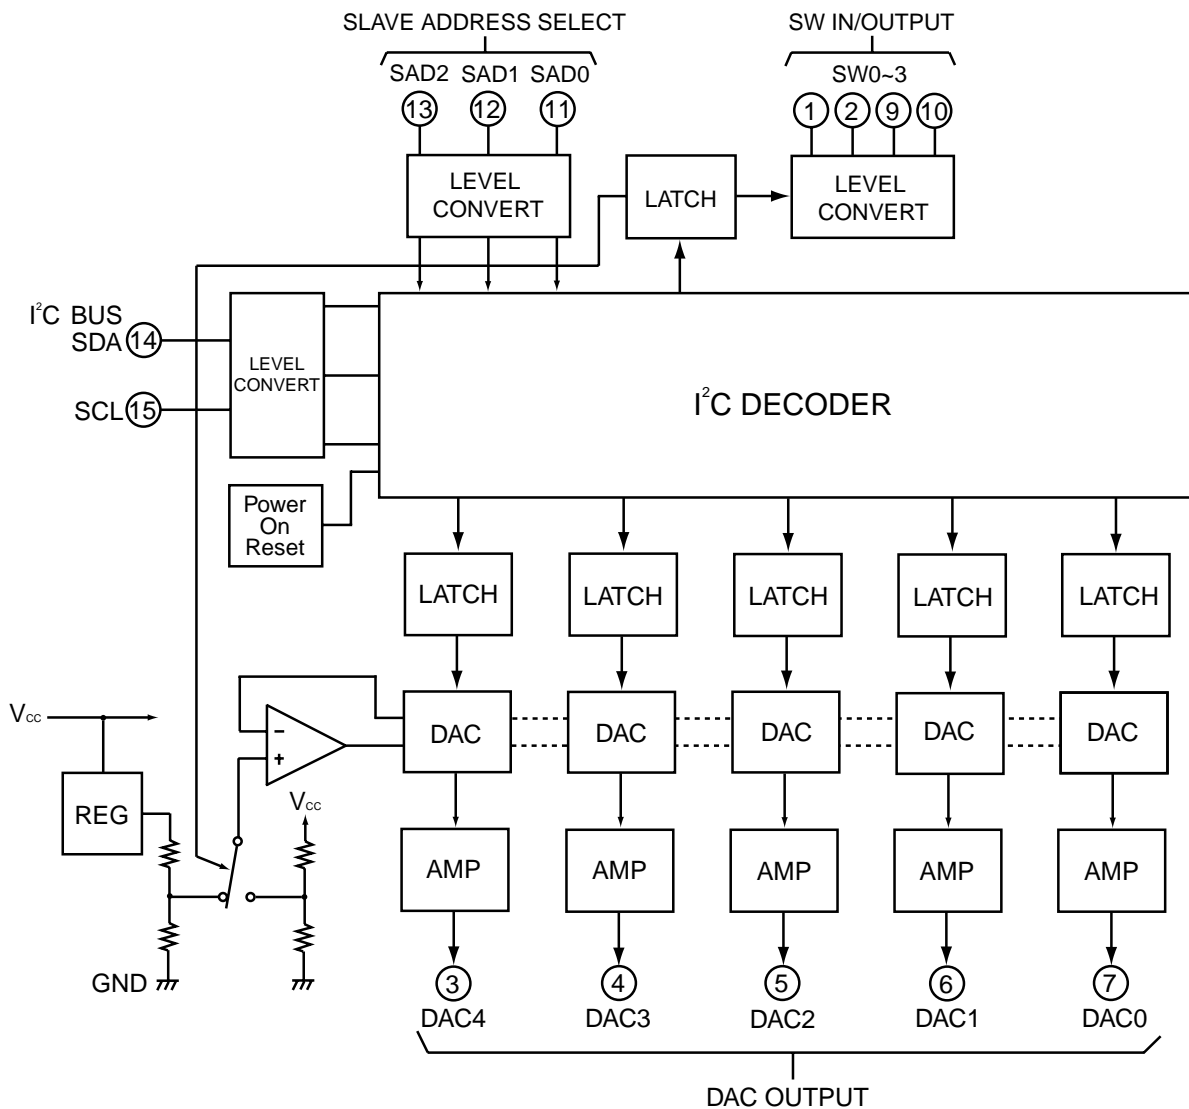 SLAVE ADDRESS SELECT
SW IN/OUTPUT
SAD2 SAD1 SAD0
SW0~3
13 12 11
1 2 9 10
LEVEL
CONVERT
LATCH
LEVEL
CONVERT
I²C BUS
SDA 14
SCL 15
LEVEL
CONVERT
I²C DECODER
Power
On
Reset
LATCH LATCH LATCH LATCH LATCH
Vcc
− +
DAC DAC DAC DAC DAC
REG
Vcc
AMP AMP AMP AMP AMP
GND
3 4 5 6 7
DAC4 DAC3 DAC2 DAC1 DAC0
DAC OUTPUT